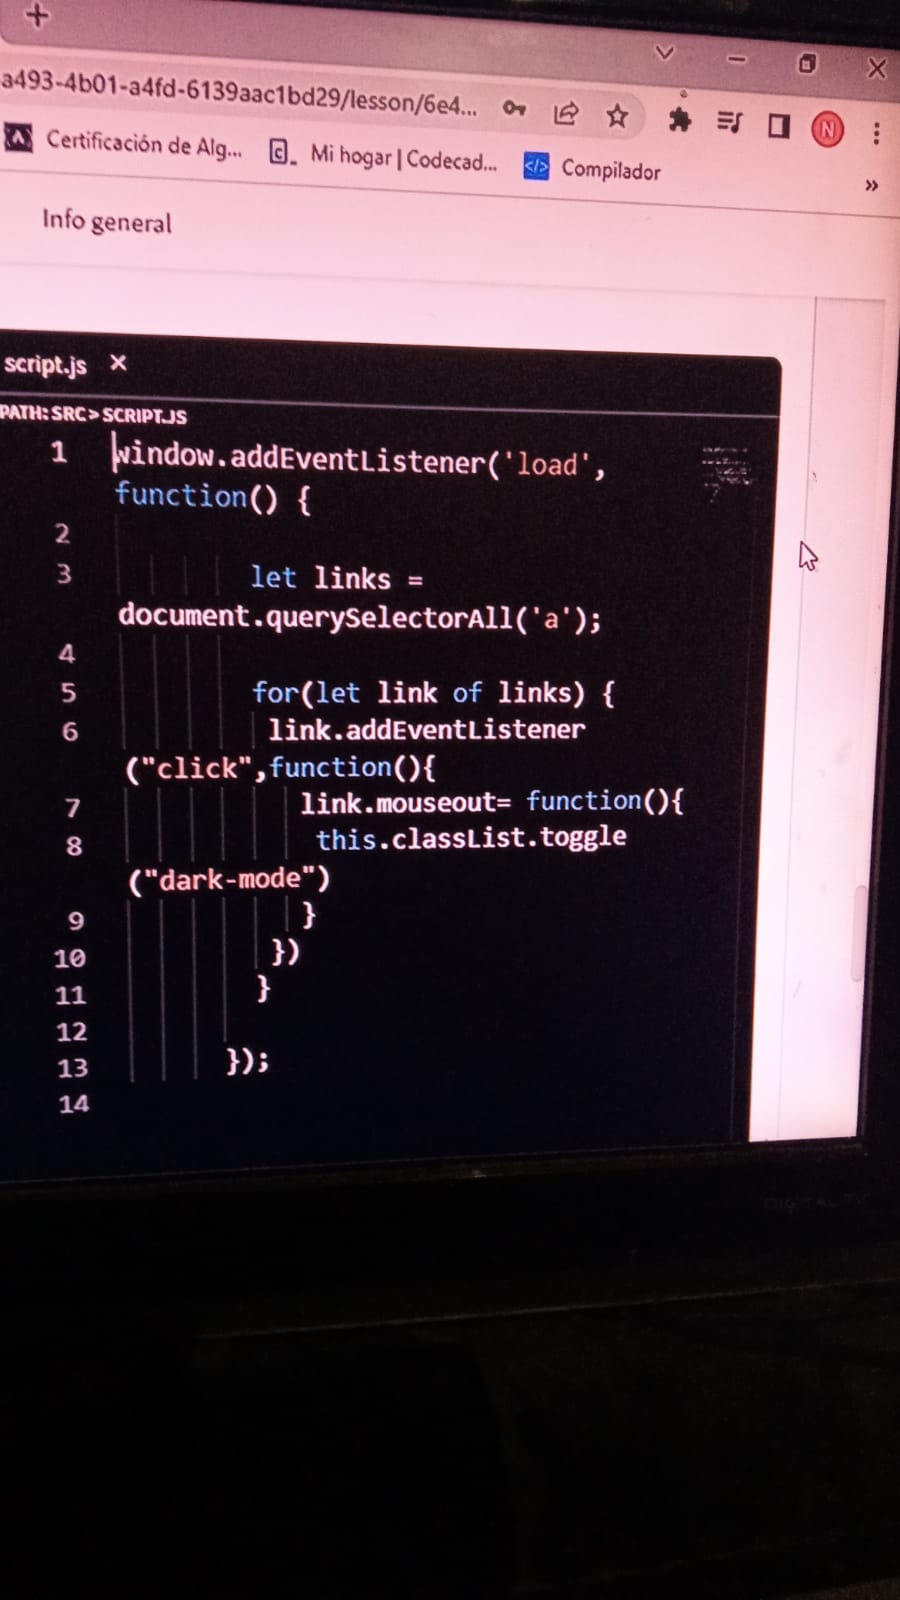 a493-4b01-a4fd-6139aac1bd29/lesson/6e4...
N
Certificación de Alg...
Mi hogar | Codecad...
</> Compilador
»
Info general
script.js ×
PATH: SRC > SCRIPT.JS
1 window.addEventListener('load',
function() {
2
3 let links =
document.querySelectorAll('a');
4
5 for(let link of links) {
6 link.addEventListener
("click",function(){
7 link.mouseout= function(){
8 this.classList.toggle
("dark-mode")
9 }
10 })
11 }
12
13 });
14